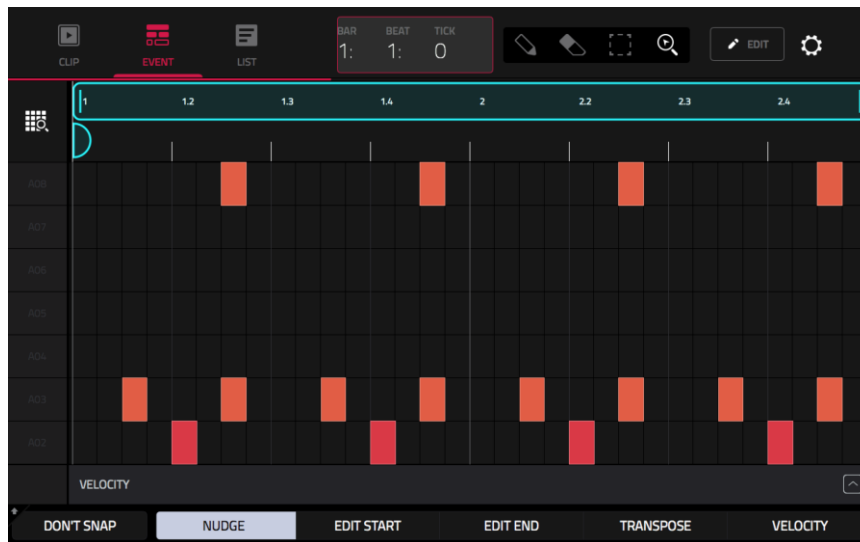 BAR BEAT TICK
1: 1: 0
CLIP EVENT LIST
EDIT
1 1.2 1.3 1.4 2 2.2 2.3 2.4
A08
A07
A06
A05
A04
A03
A02
VELOCITY
DON'T SNAP NUDGE EDIT START EDIT END TRANSPOSE VELOCITY